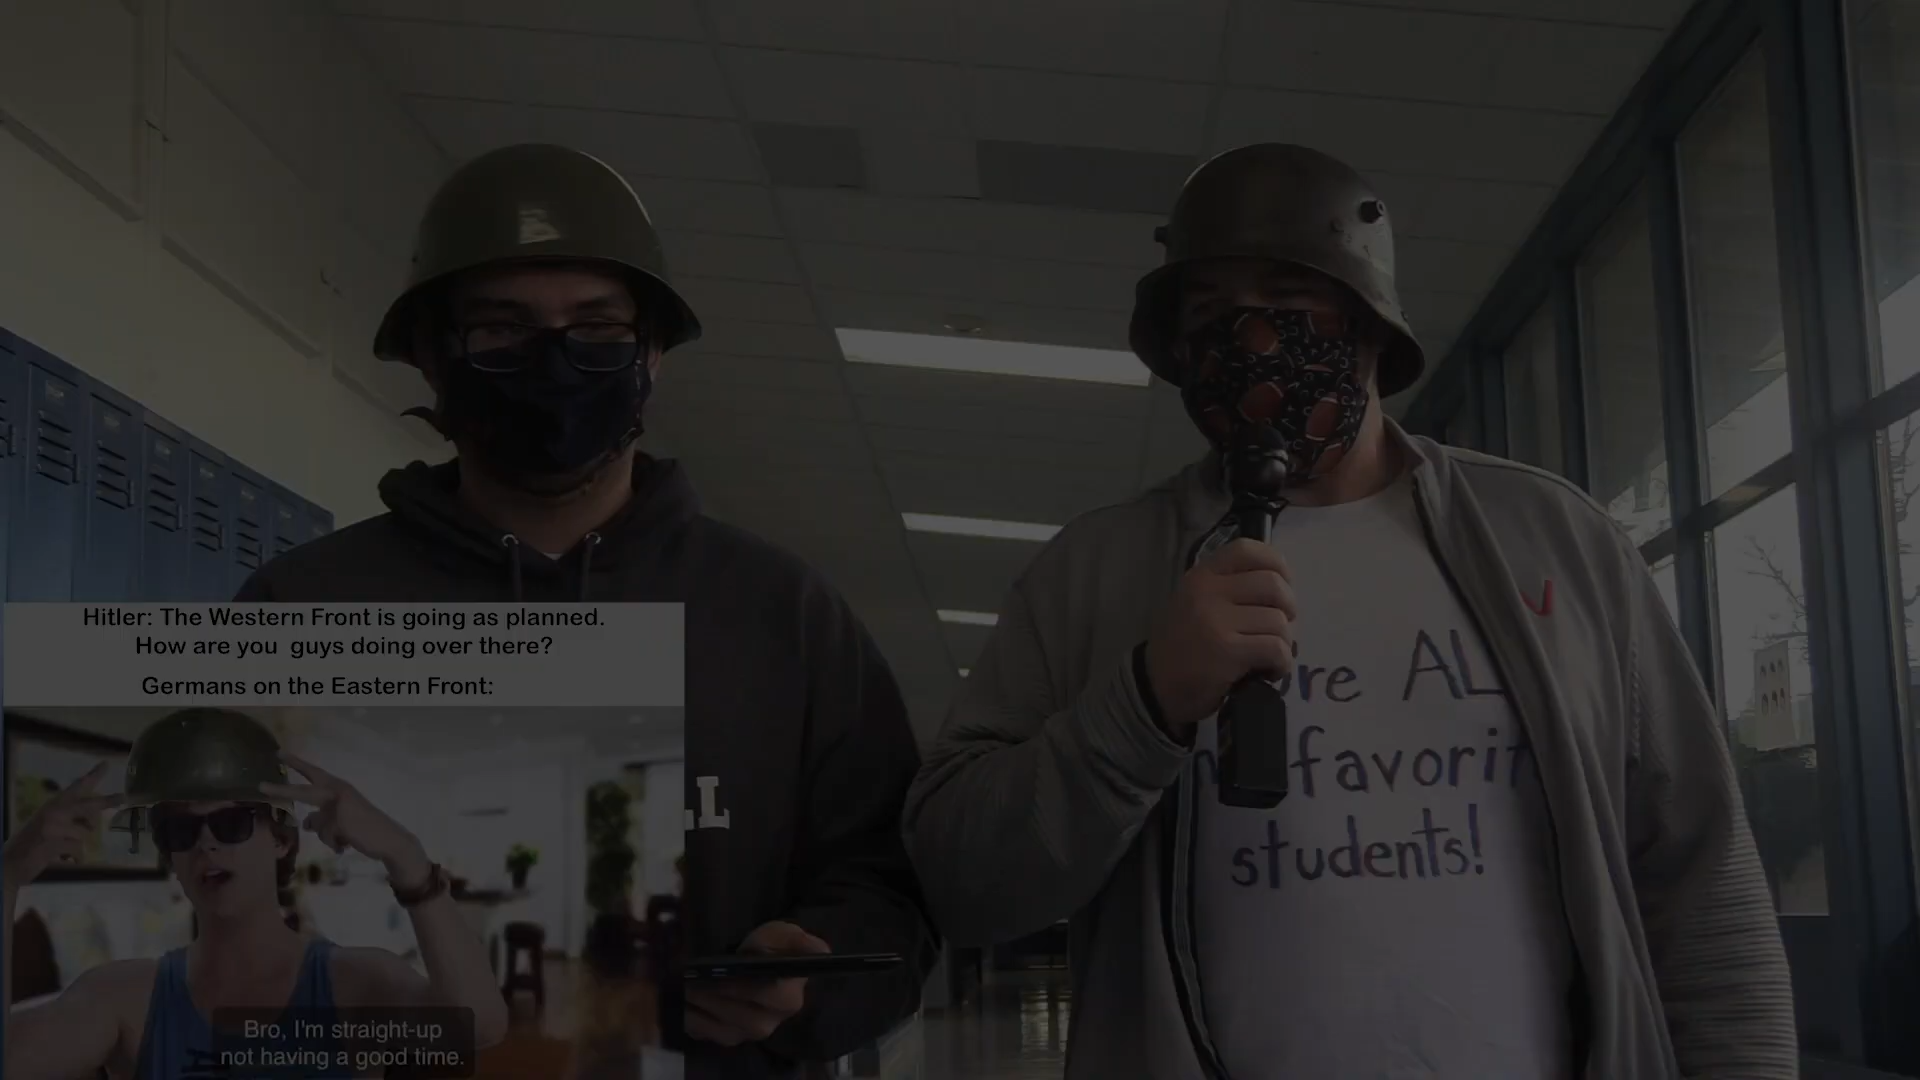 Hitler: The Western Front is going as planned.
How are you guys doing over there?
Germans on the Eastern Front:
Bro, I'm straight-up
not having a good time.
favorit
students!